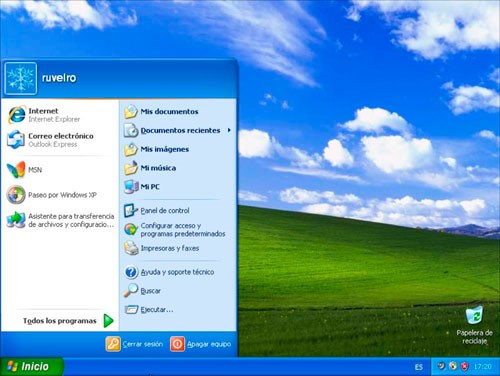 ruveiro
Internet
Internet Explorer
Correo electrónico
Outlook Express
MSN
Paseo por Windows XP
Asistente para transferencia
de archivos y configuracio...
Todos los programas
Mis documentos
Documentos recientes
Mis imágenes
Mi música
Mi PC
Panel de control
Configurar acceso y
programas predeterminados
Impresoras y faxes
Ayuda y soporte técnico
Buscar
Ejecutar...
Cerrar sesión
Apagar equipo
Papelera de
reciclaje
Inicio
ES
17:20